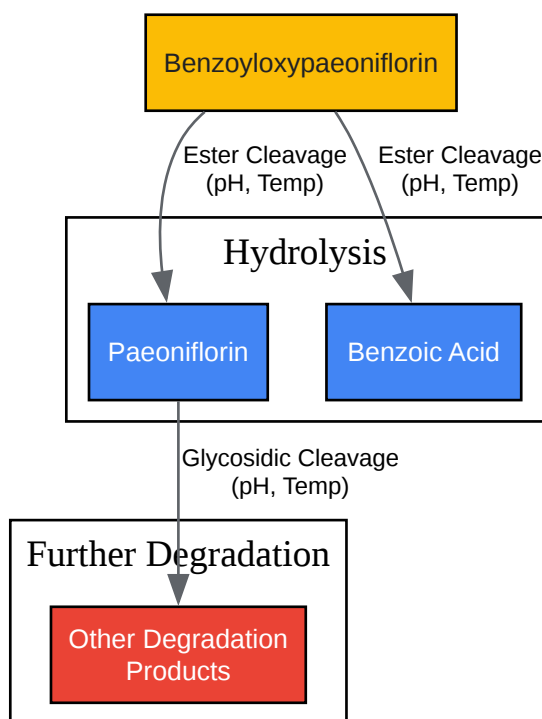 Benzoyloxypaeoniflorin
Ester Cleavage
(pH, Temp)
Ester Cleavage
(pH, Temp)
Hydrolysis
Paeoniflorin
Benzoic Acid
Glycosidic Cleavage
(pH, Temp)
Further Degradation
Other Degradation
Products